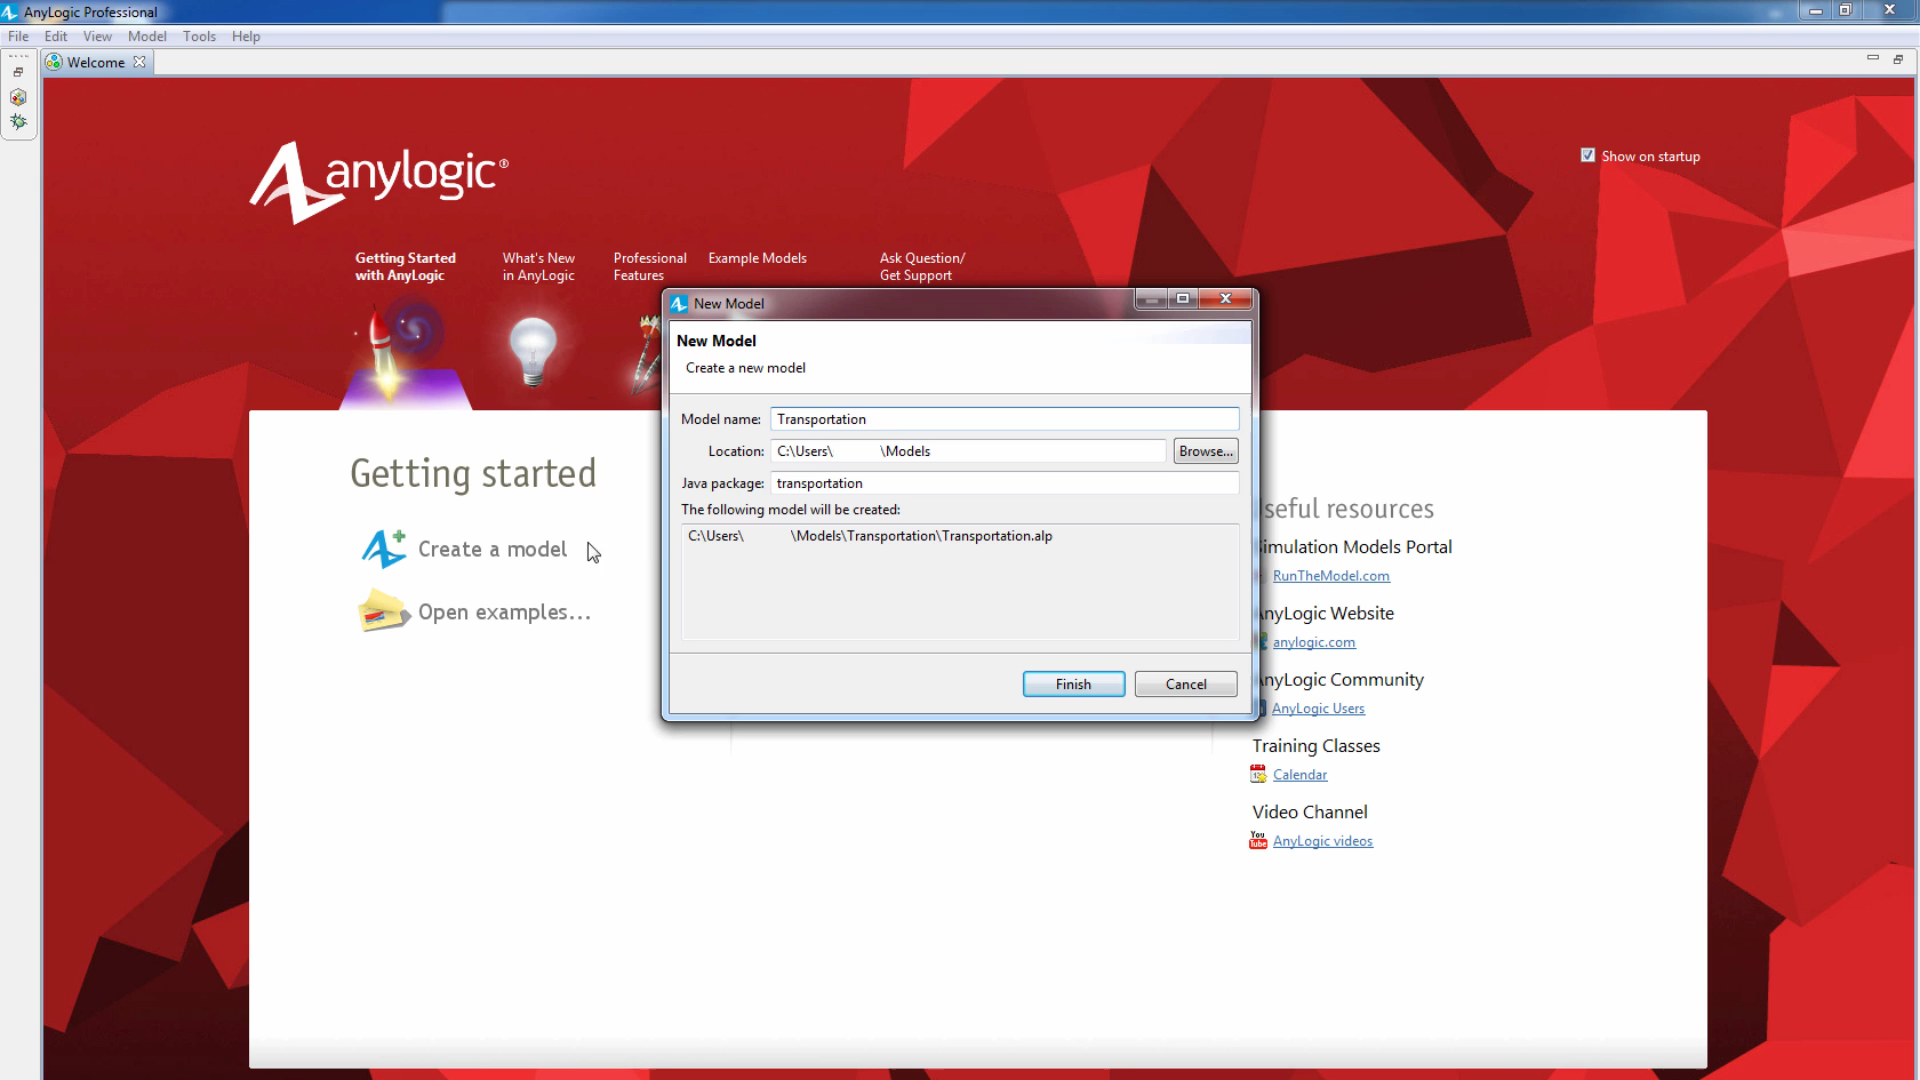 AnyLogic Professional
File Edit View Model Tools Help
Welcome
anylogic®
Show on startup
Getting Started
with AnyLogic
What's New
in AnyLogic
Professional
Features
Example Models
Ask Question/
Get Support
New Model
New Model
Create a new model
Model name: Transportation
Location: C:\Users\ \Models Browse...
Java package: transportation
The following model will be created:
C:\Users\ \Models\Transportation\Transportation.alp
Finish Cancel
Getting started
Create a model
Open examples...
seful resources
imulation Models Portal
RunTheModel.com
nyLogic Website
anylogic.com
nyLogic Community
AnyLogic Users
Training Classes
Calendar
Video Channel
You
Tube
AnyLogic videos